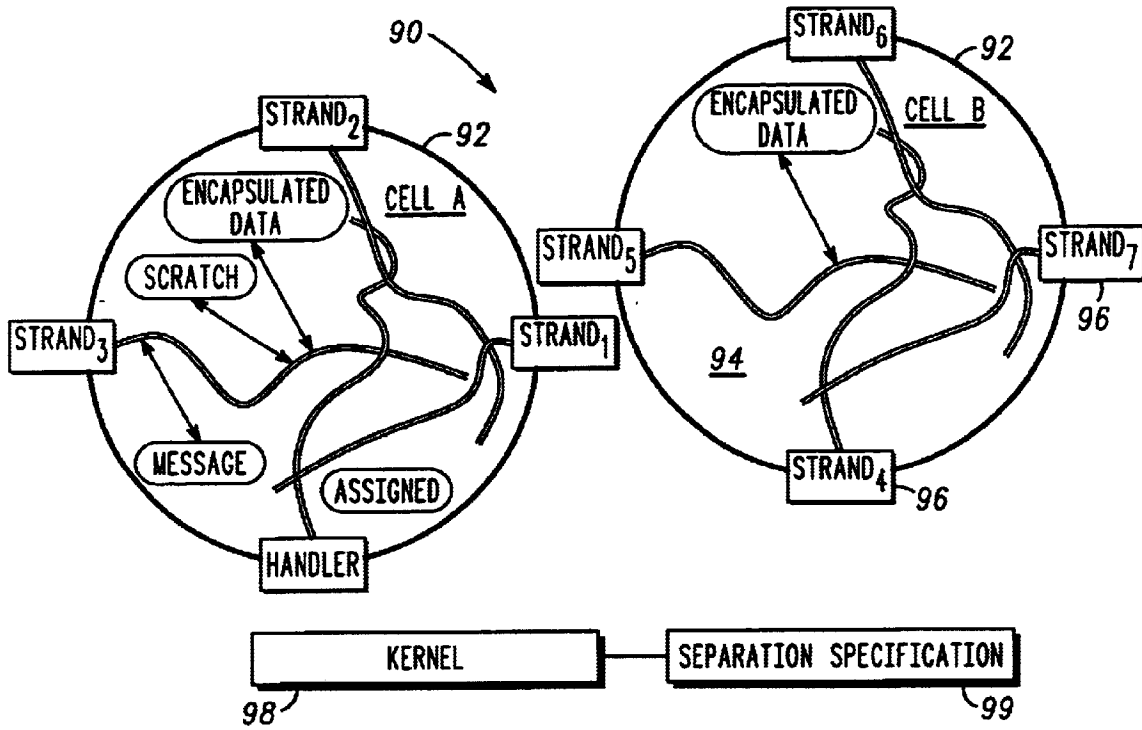 90
STRAND2
92
ENCAPSULATED
DATA
CELL A
SCRATCH
STRAND3
STRAND1
MESSAGE
ASSIGNED
HANDLER
STRAND6
92
ENCAPSULATED
DATA
CELL B
STRAND5
STRAND7
96
94
STRAND4
96
KERNEL
98
SEPARATION SPECIFICATION
99